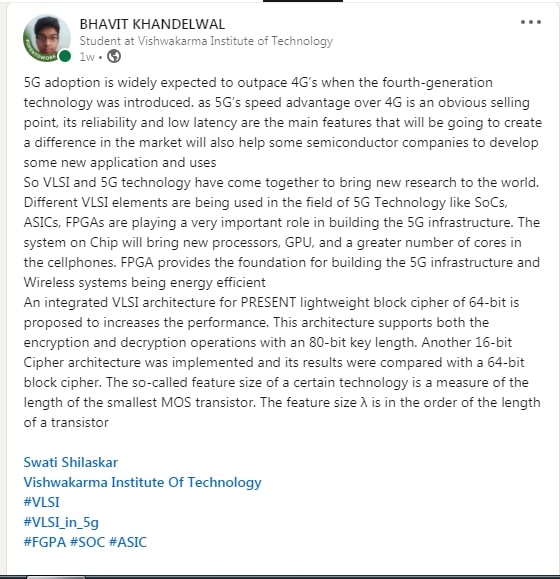 BHAVIT KHANDELWAL
Student at Vishwakarma Institute of Technology
1w •
5G adoption is widely expected to outpace 4G's when the fourth-generation
technology was introduced. as 5G's speed advantage over 4G is an obvious selling
point, its reliability and low latency are the main features that will be going to create
a difference in the market will also help some semiconductor companies to develop
some new application and uses
So VLSI and 5G technology have come together to bring new research to the world.
Different VLSI elements are being used in the field of 5G Technology like SoCs,
ASICs, FPGAs are playing a very important role in building the 5G infrastructure. The
system on Chip will bring new processors, GPU, and a greater number of cores in
the cellphones. FPGA provides the foundation for building the 5G infrastructure and
Wireless systems being energy efficient
An integrated VLSI architecture for PRESENT lightweight block cipher of 64-bit is
proposed to increases the performance. This architecture supports both the
encryption and decryption operations with an 80-bit key length. Another 16-bit
Cipher architecture was implemented and its results were compared with a 64-bit
block cipher. The so-called feature size of a certain technology is a measure of the
length of the smallest MOS transistor. The feature size λ is in the order of the length
of a transistor
Swati Shilaskar
Vishwakarma Institute Of Technology
#VLSI
#VLSI_in_5g
#FGPA #SOC #ASIC